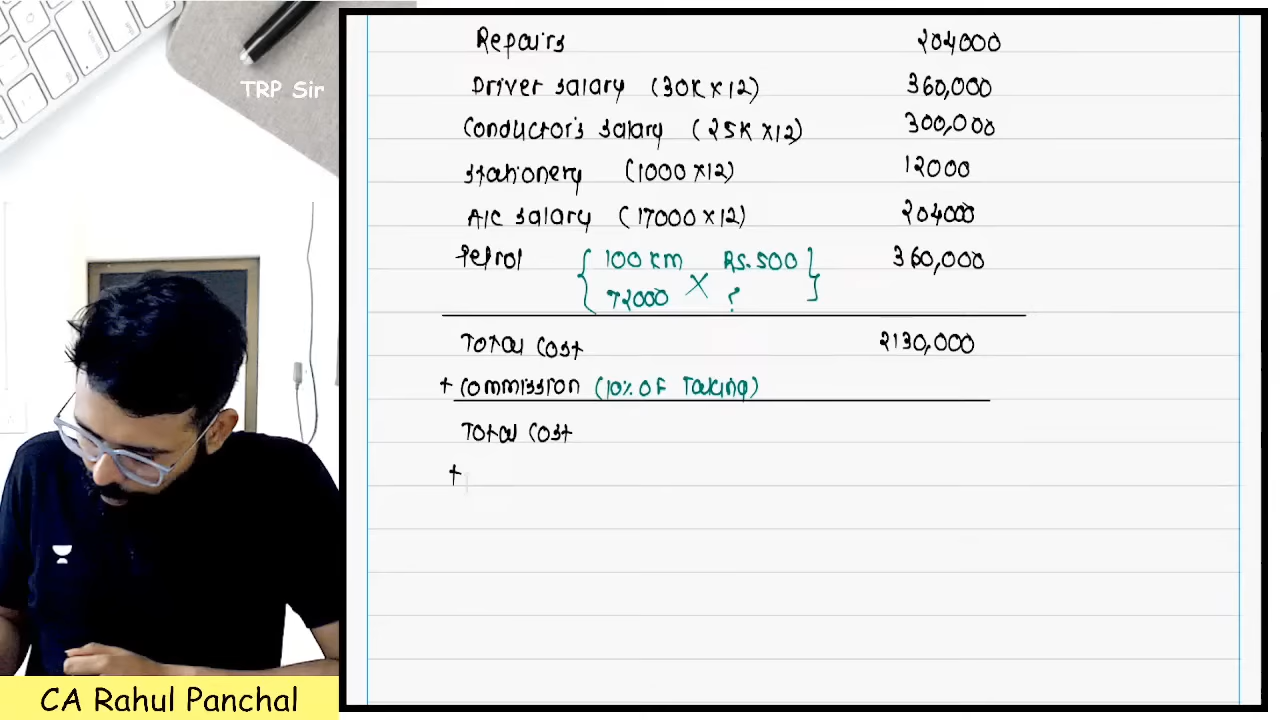 TRP Sir
Repairs 204000
Driver salary (30K x 12) 360,000
Conductor's salary (25K x 12) 300,000
Stationery (1000 x 12) 12000
A/C salary (17000 x 12) 204000
Petrol { 100 km Rs. 500 } 360,000
72000 x ?
Total Cost 2130,000
+ Commission (10% of Taking)
Total Cost
+
CA Rahul Panchal